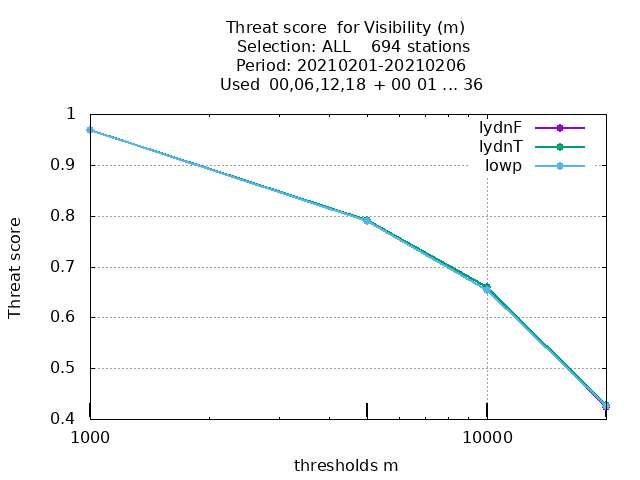 Threat score  for Visibility (m)
Selection: ALL    694 stations
Period: 20210201-20210206
Used 00,06,12,18 + 00 01 ... 36
1
0.9
0.8
0.7
0.6
0.5
0.4
Threat score
lydnF
lydnT
lowp
1000
10000
thresholds m